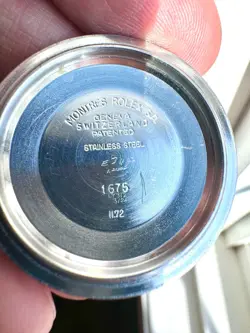 MONTRES ROLEX S.A.
GENEVA
SWITZERLAND
PATENTED
STAINLESS STEEL
1675
II.72